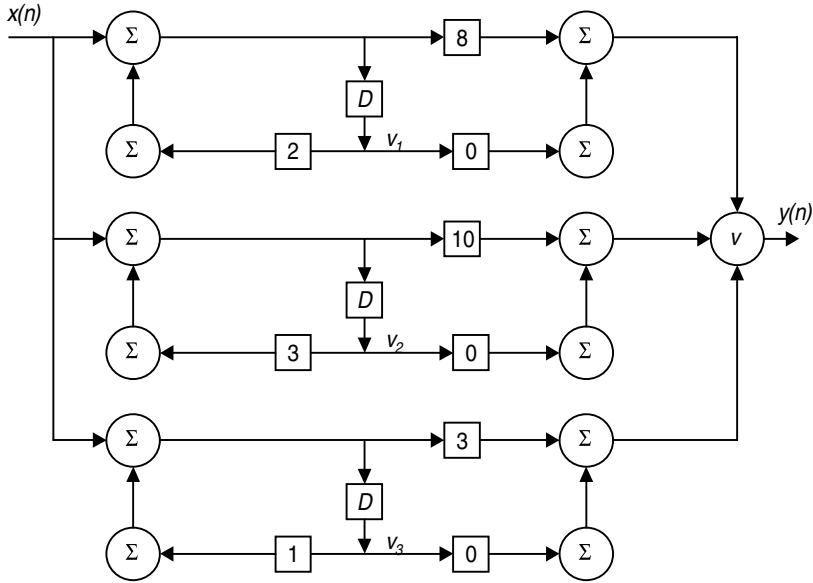 x(n)
Σ 8 Σ
D
Σ 2 v₁ 0 Σ
Σ 10 Σ v y(n)
D
Σ 3 v₂ 0 Σ
Σ 3 Σ
D
Σ 1 v₃ 0 Σ